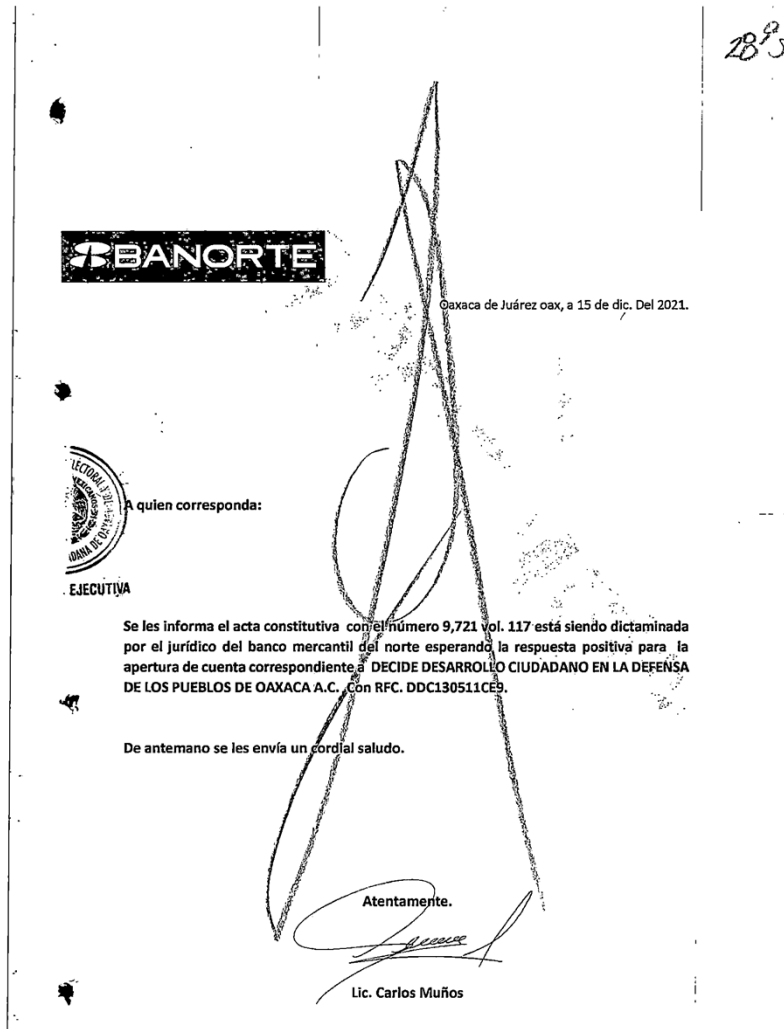 BANORTE
Oaxaca de Juárez oax, a 15 de dic. Del 2021.
A quien corresponda:
EJECUTIVA
Se les informa el acta constitutiva con el número 9,721 vol. 117 está siendo dictaminada
por el jurídico del banco mercantil del norte esperando la respuesta positiva para la
apertura de cuenta correspondiente a DECIDE DESARROLLO CIUDADANO EN LA DEFENSA
DE LOS PUEBLOS DE OAXACA A.C. Con RFC. DDC130511CE9.
De antemano se les envía un cordial saludo.
Atentamente.
Lic. Carlos Muños